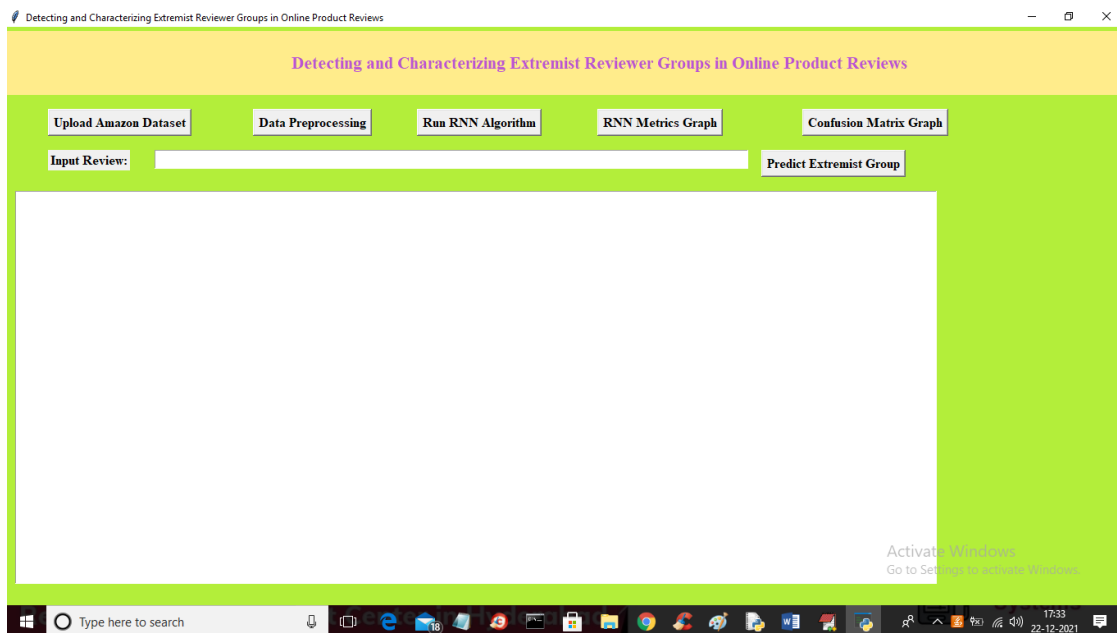 Detecting and Characterizing Extremist Reviewer Groups in Online Product Reviews
Detecting and Characterizing Extremist Reviewer Groups in Online Product Reviews
Upload Amazon Dataset Data Preprocessing Run RNN Algorithm RNN Metrics Graph Confusion Matrix Graph
Input Review: Predict Extremist Group
Activate Windows
Go to Settings to activate Windows.
Type here to search 18 17:33
22-12-2021